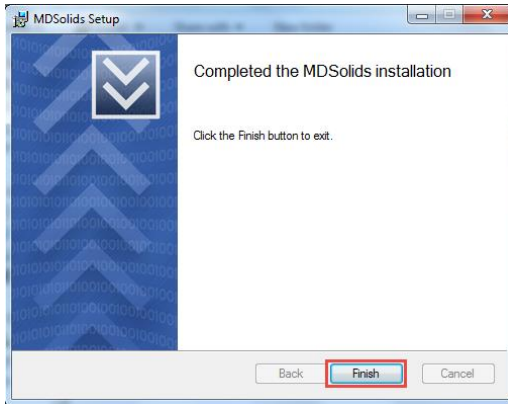 MDSolids Setup
Completed the MDSolids installation
Click the Finish button to exit.
Back
Finish
Cancel